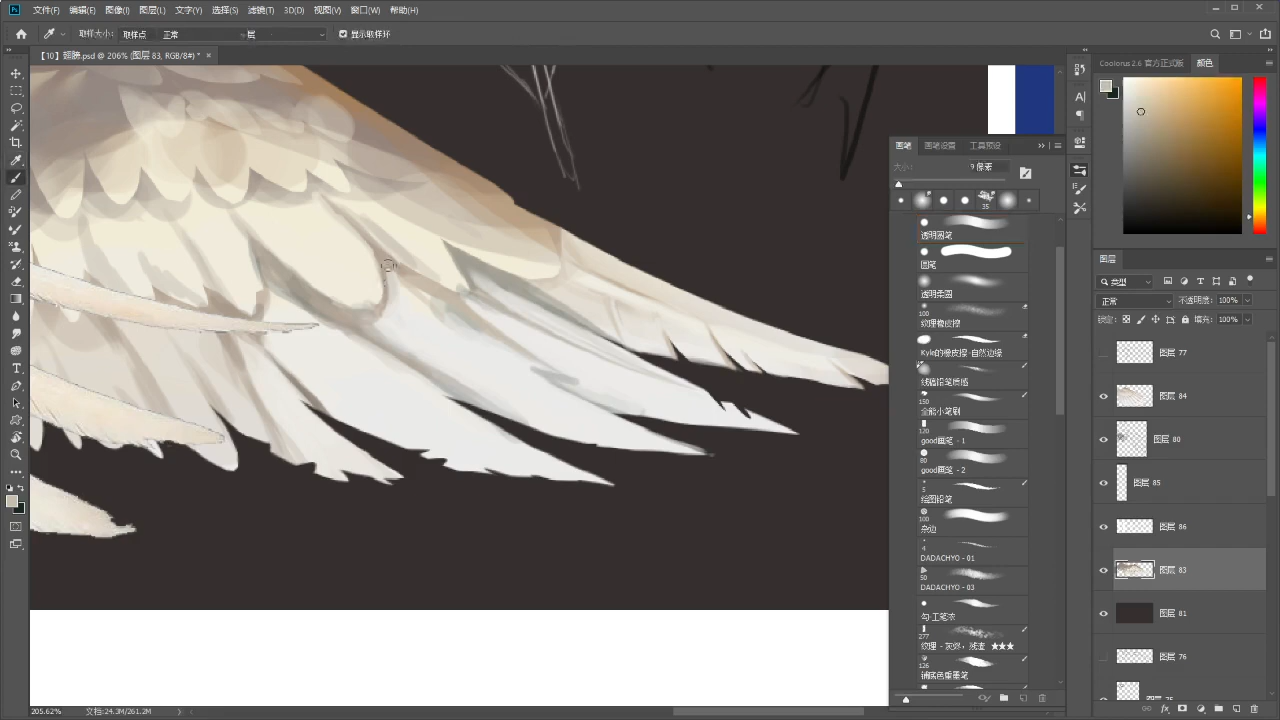 Ps 文件(F) 编辑(E) 图像(I) 图层(L) 文字(Y) 选择(S) 滤镜(T) 3D(D) 视图(V) 窗口(W) 帮助(H)
取样大小: 取样点 正常 层 显示取样环
【10】翅膀.psd @ 206% (图层 83, RGB/8#) *
Coolorus 2.6 官方正式版 颜色
画笔 画笔设置 工具预设
大小: 9 像素
35
透明圆笔
圆笔
透明柔圆
100
纹理橡皮擦
Kyle的橡皮擦-自然边缘
线稿铅笔质感
150
全能小笔刷
120
good画笔 - 1
80
good画笔 - 2
5
绘图铅笔
100
杂边
4
DADACHYO - 01
50
DADACHYO - 03
勾-工笔浓
277
纹理 - 灰烬，残渣 ★★★
126
铺底色重墨笔
图层
类型
正常 不透明度: 100%
锁定: 填充: 100%
图层 77
图层 84
图层 80
图层 85
图层 86
图层 83
图层 81
图层 76
图层 75
205.62% 文档:24.3M/261.2M